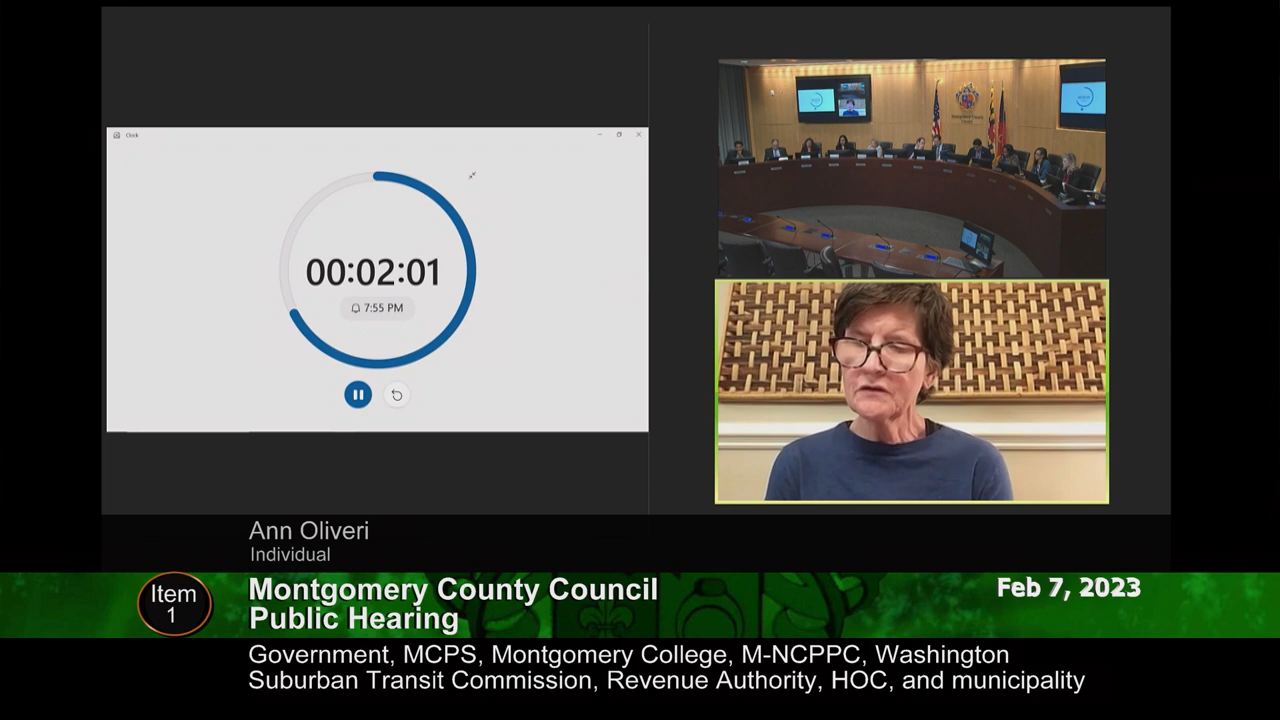 Clock
00:02:01
7:55 PM
Ann Oliveri
Individual
Item
1
Montgomery County Council
Public Hearing
Feb 7, 2023
Government, MCPS, Montgomery College, M-NCPPC, Washington
Suburban Transit Commission, Revenue Authority, HOC, and municipality